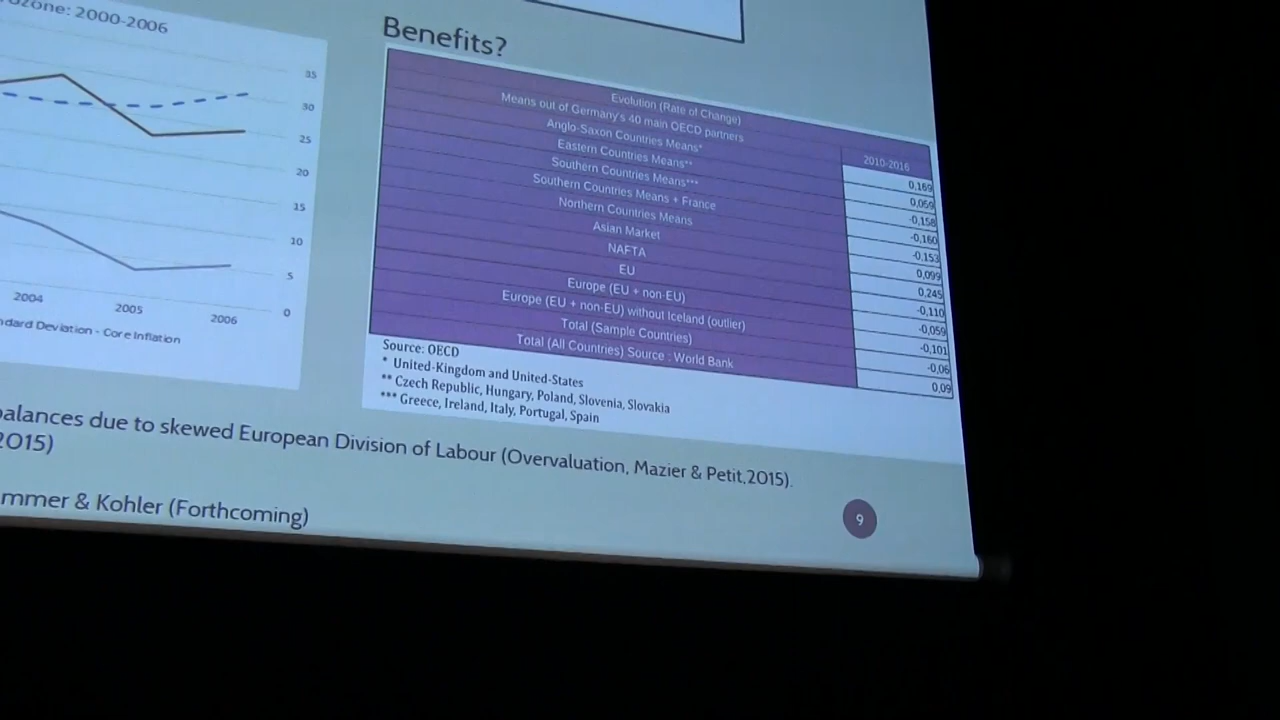 ozone: 2000-2006
35
30
25
20
15
10
5
0
2004
2005
2006
ndard Deviation - Core Inflation
Benefits?
Evolution (Rate of Change)
Means out of Germany's 40 main OECD partners
2010-2016
Anglo-Saxon Countries Means*
0,169
Eastern Countries Means**
0,059
Southern Countries Means***
-0,158
Southern Countries Means + France
-0,160
Northern Countries Means
-0,153
Asian Market
0,099
NAFTA
0,245
EU
-0,110
Europe (EU + non-EU)
-0,059
Europe (EU + non-EU) without Iceland (outlier)
-0,101
Total (Sample Countries)
-0,06
Total (All Countries) Source : World Bank
0,09
Source: OECD
* United-Kingdom and United-States
** Czech Republic, Hungary, Poland, Slovenia, Slovakia
*** Greece, Ireland, Italy, Portugal, Spain
balances due to skewed European Division of Labour (Overvaluation, Mazier & Petit,2015).
2015)
mmer & Kohler (Forthcoming)
9